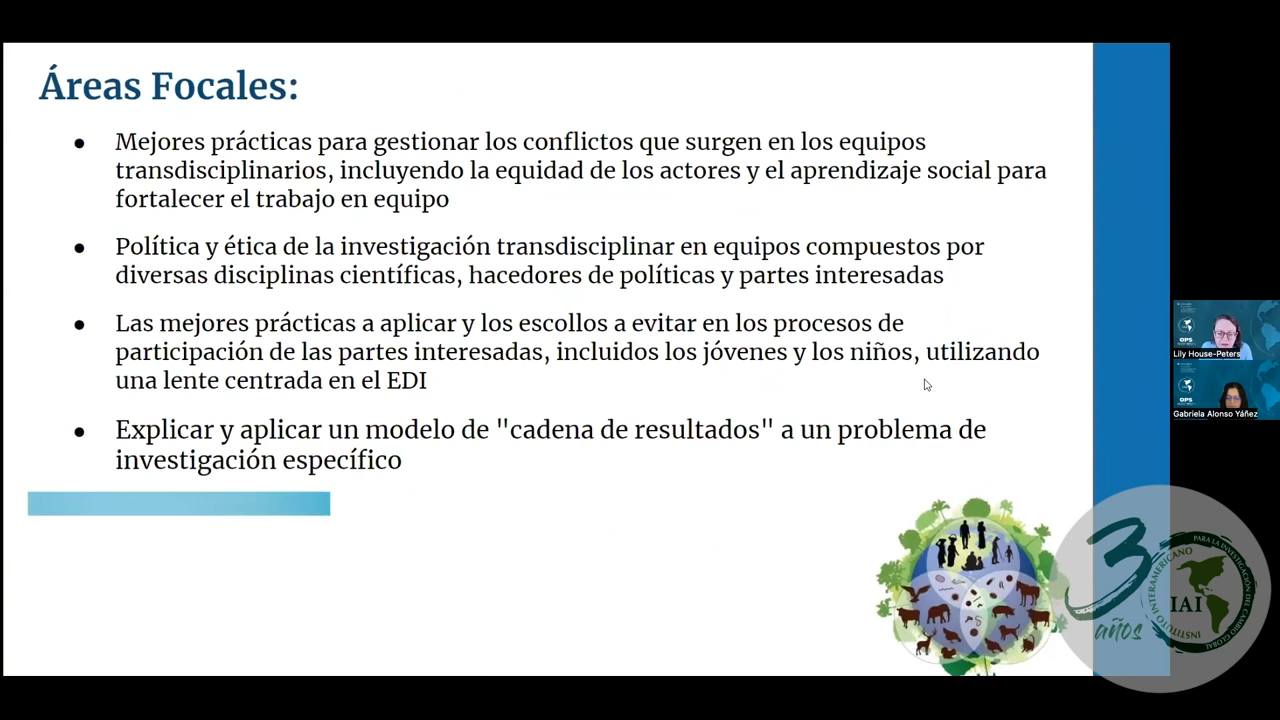 Áreas Focales:
● Mejores prácticas para gestionar los conflictos que surgen en los equipos
transdisciplinarios, incluyendo la equidad de los actores y el aprendizaje social para
fortalecer el trabajo en equipo
● Política y ética de la investigación transdisciplinar en equipos compuestos por
diversas disciplinas científicas, hacedores de políticas y partes interesadas
● Las mejores prácticas a aplicar y los escollos a evitar en los procesos de
participación de las partes interesadas, incluidos los jóvenes y los niños, utilizando
una lente centrada en el EDI
● Explicar y aplicar un modelo de "cadena de resultados" a un problema de
investigación específico
OPS
Lily House-Peters
OPS
Gabriela Alonso Yáñez
3
años
INSTITUTO INTERAMERICANO
PARA LA INVESTIGACIÓN DEL CAMBIO GLOBAL
IAI